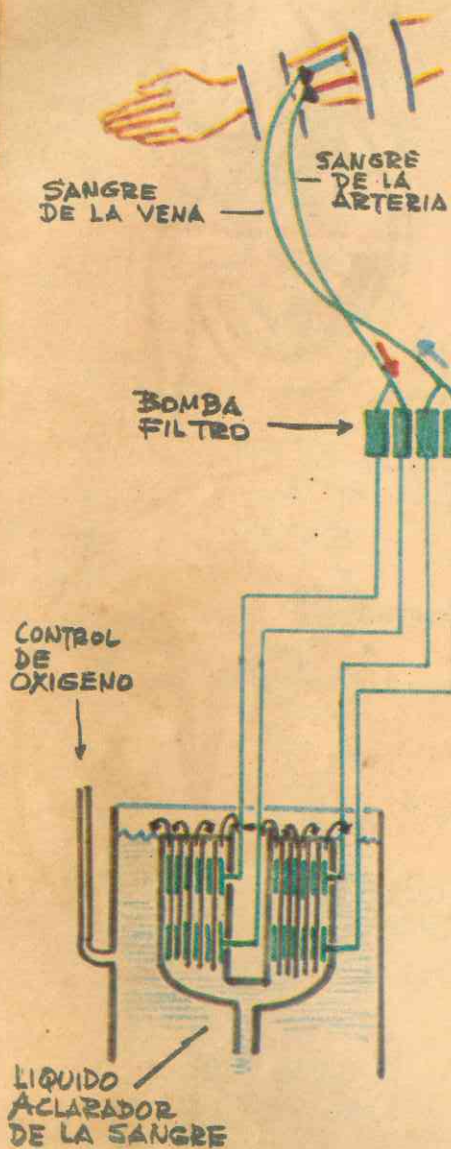 SANGRE
DE LA VENA
SANGRE
DE LA
ARTERIA
BOMBA
FILTRO
CONTROL
DE
OXIGENO
LIQUIDO
ACLARADOR
DE LA SANGRE